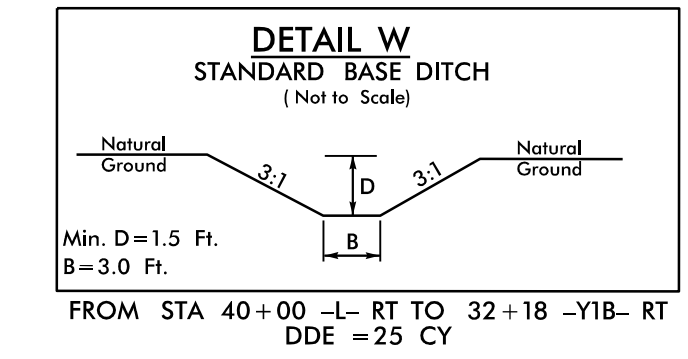 DETAIL W
STANDARD BASE DITCH
( Not to Scale)
Natural
Ground
3:1
D
3:1
Natural
Ground
Min. D=1.5 Ft.
B
B=3.0 Ft.
FROM STA 40+00 -L- RT TO 32+18 -Y1B- RT
DDE =25 CY